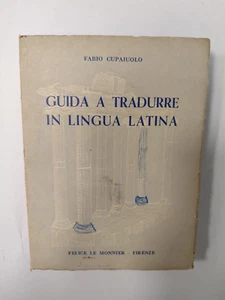 FABIO CUPAIUOLO
GUIDA A TRADURRE
IN LINGUA LATINA
FELICE LE MONNIER - FIRENZE